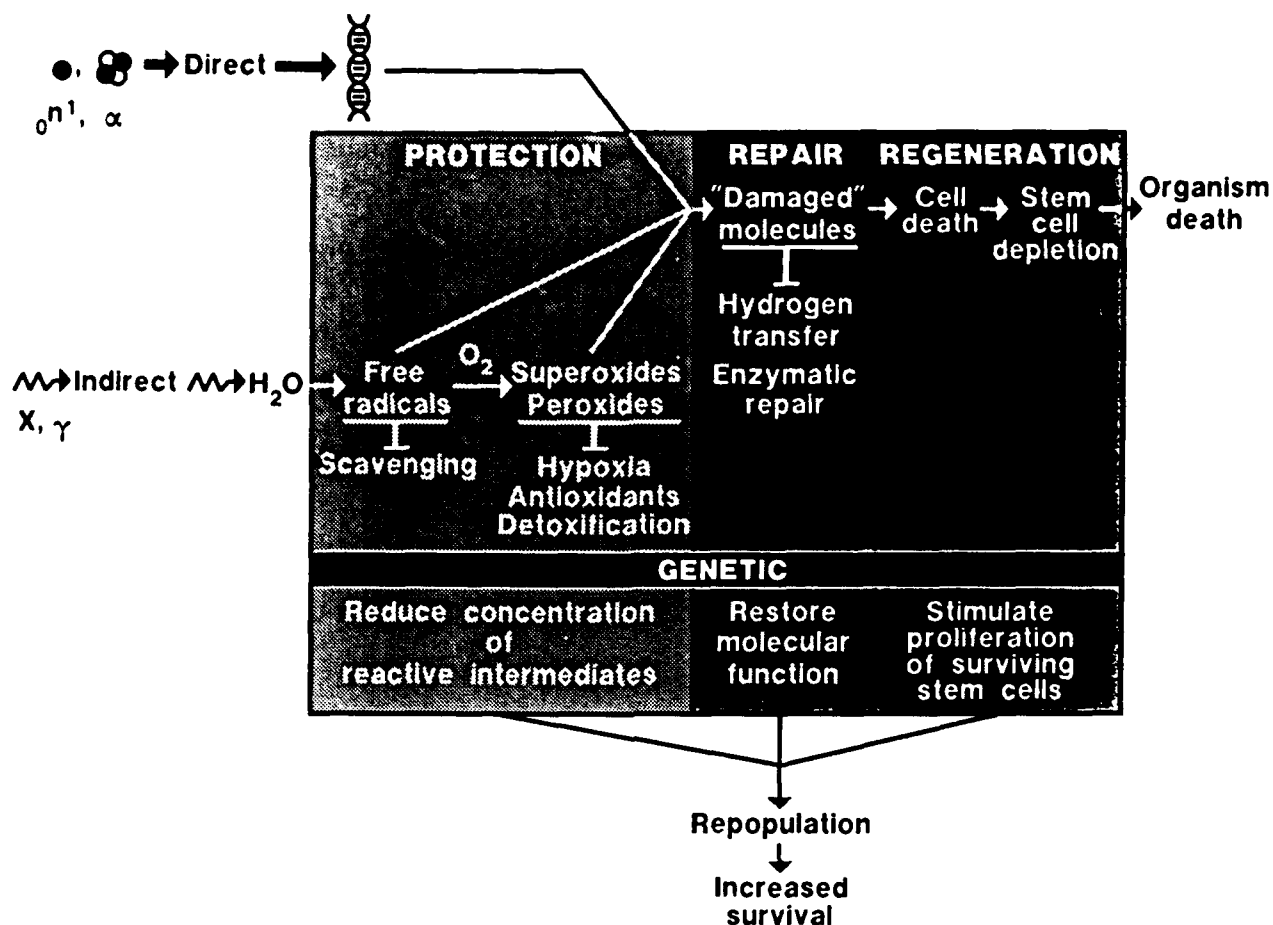 Direct
₀n¹, α
PROTECTION
REPAIR
REGENERATION
"Damaged"
molecules
Cell
death
Stem
cell
depletion
Organism
death
Hydrogen
transfer
Enzymatic
repair
Indirect
H₂O
X, γ
Free
radicals
O₂
Superoxides
Peroxides
Scavenging
Hypoxia
Antioxidants
Detoxification
GENETIC
Reduce concentration
of
reactive intermediates
Restore
molecular
function
Stimulate
proliferation
of surviving
stem cells
Repopulation
Increased
survival